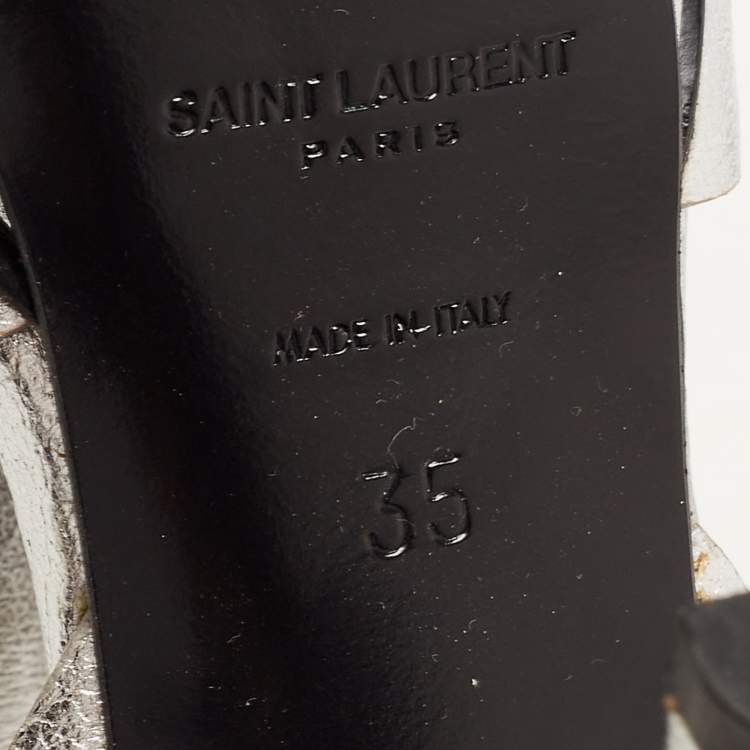 SAINT LAURENT
PARIS
MADE IN ITALY
35